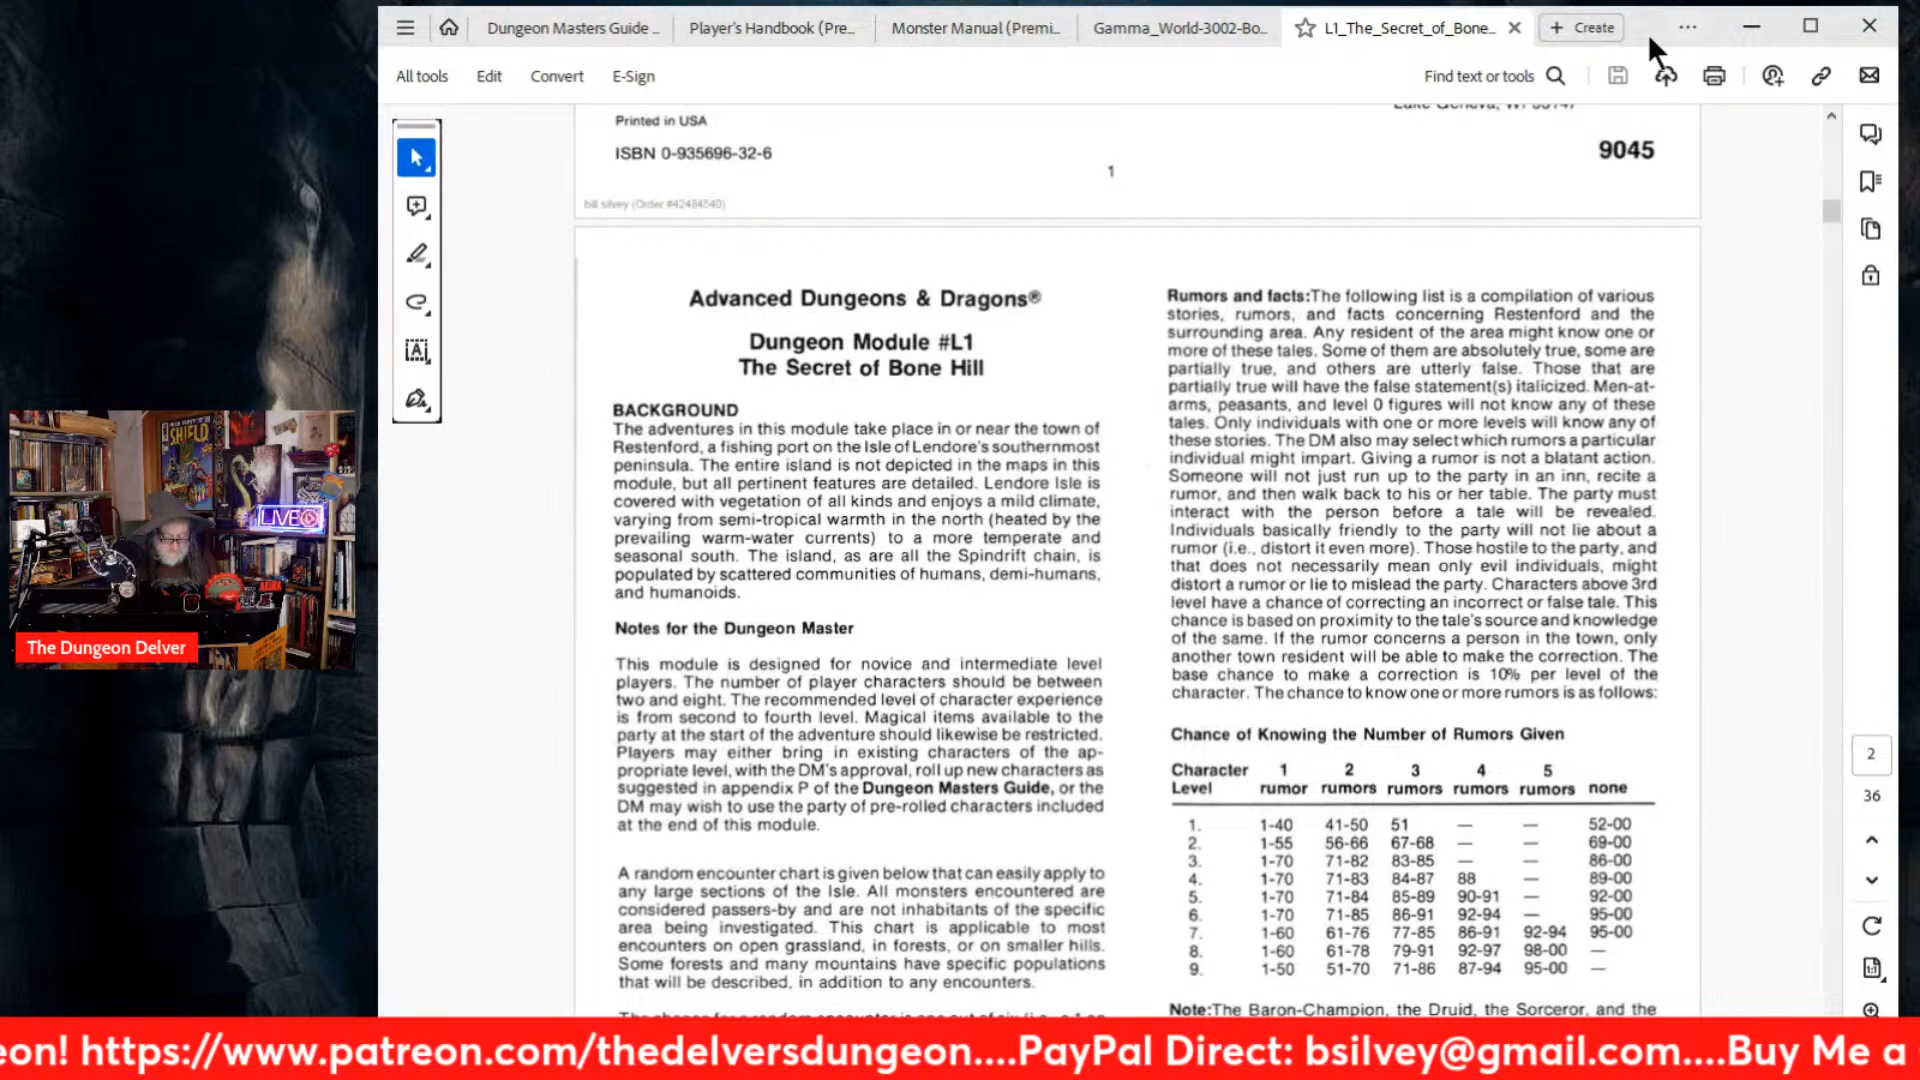 Dungeon Masters Guide ...
Player's Handbook (Pre...
Monster Manual (Premi...
Gamma_World-3002-Bo...
L1_The_Secret_of_Bone...
Create
All tools
Edit
Convert
E-Sign
Find text or tools
Printed in USA
ISBN 0-935696-32-6
9045
1
bill silvey (Order #42484540)
Advanced Dungeons & Dragons®
Dungeon Module #L1
The Secret of Bone Hill
BACKGROUND
The adventures in this module take place in or near the town of
Restenford, a fishing port on the Isle of Lendore's southernmost
peninsula. The entire island is not depicted in the maps in this
module, but all pertinent features are detailed. Lendore Isle is
covered with vegetation of all kinds and enjoys a mild climate,
varying from semi-tropical warmth in the north (heated by the
prevailing warm-water currents) to a more temperate and
seasonal south. The island, as are all the Spindrift chain, is
populated by scattered communities of humans, demi-humans,
and humanoids.
Notes for the Dungeon Master
This module is designed for novice and intermediate level
players. The number of player characters should be between
two and eight. The recommended level of character experience
is from second to fourth level. Magical items available to the
party at the start of the adventure should likewise be restricted.
Players may either bring in existing characters of the ap-
propriate level, with the DM's approval, roll up new characters as
suggested in appendix P of the Dungeon Masters Guide, or the
DM may wish to use the party of pre-rolled characters included
at the end of this module.
A random encounter chart is given below that can easily apply to
any large sections of the Isle. All monsters encountered are
considered passers-by and are not inhabitants of the specific
area being investigated. This chart is applicable to most
encounters on open grassland, in forests, or on smaller hills.
Some forests and many mountains have specific populations
that will be described, in addition to any encounters.
Rumors and facts:The following list is a compilation of various
stories, rumors, and facts concerning Restenford and the
surrounding area. Any resident of the area might know one or
more of these tales. Some of them are absolutely true, some are
partially true, and others are utterly false. Those that are
partially true will have the false statement(s) italicized. Men-at-
arms, peasants, and level 0 figures will not know any of these
tales. Only individuals with one or more levels will know any of
these stories. The DM also may select which rumors a particular
individual might impart. Giving a rumor is not a blatant action.
Someone will not just run up to the party in an inn, recite a
rumor, and then walk back to his or her table. The party must
interact with the person before a tale will be revealed.
Individuals basically friendly to the party will not lie about a
rumor (i.e., distort it even more). Those hostile to the party, and
that does not necessarily mean only evil individuals, might
distort a rumor or lie to mislead the party. Characters above 3rd
level have a chance of correcting an incorrect or false tale. This
chance is based on proximity to the tale's source and knowledge
of the same. If the rumor concerns a person in the town, only
another town resident will be able to make the correction. The
base chance to make a correction is 10% per level of the
character. The chance to know one or more rumors is as follows:
Chance of Knowing the Number of Rumors Given
Character 1 2 3 4 5
Level rumor rumors rumors rumors rumors none
1. 1-40 41-50 51 — — 52-00
2. 1-55 56-66 67-68 — — 69-00
3. 1-70 71-82 83-85 — — 86-00
4. 1-70 71-83 84-87 88 — 89-00
5. 1-70 71-84 85-89 90-91 — 92-00
6. 1-70 71-85 86-91 92-94 — 95-00
7. 1-60 61-76 77-85 86-91 92-94 95-00
8. 1-60 61-78 79-91 92-97 98-00 —
9. 1-50 51-70 71-86 87-94 95-00 —
Note:The Baron-Champion, the Druid, the Sorceror, and the
2
36
SHIELD
LIVE
The Dungeon Delver
eon! https://www.patreon.com/thedelversdungeon....PayPal Direct: bsilvey@gmail.com....Buy Me a